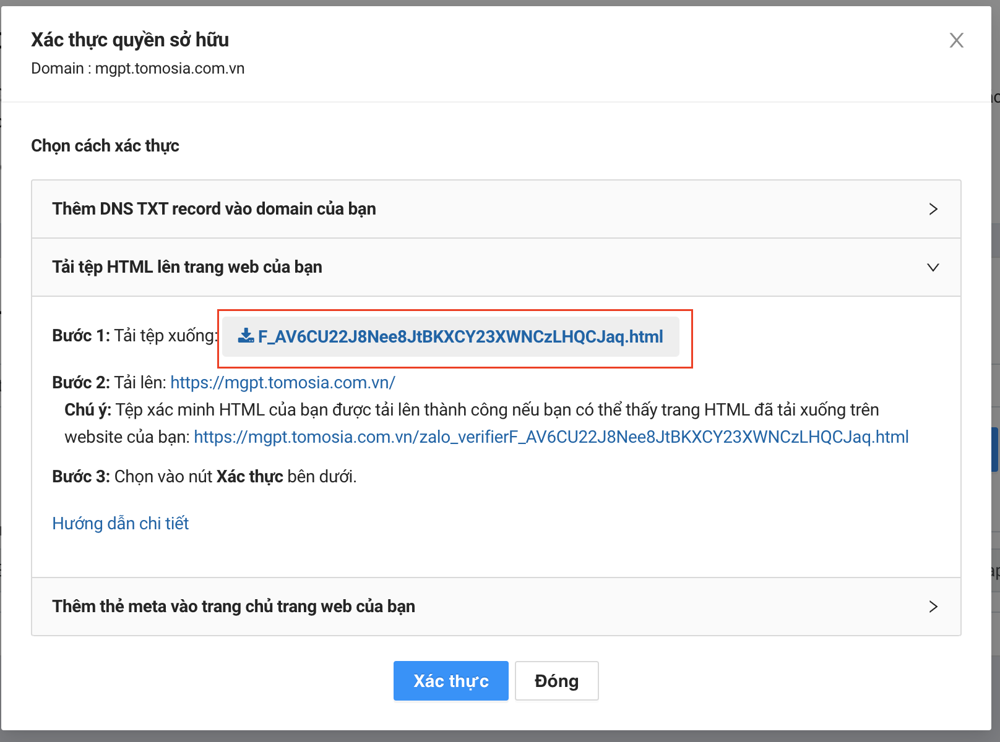 Xác thực quyền sở hữu
Domain : mgpt.tomosia.com.vn
Chọn cách xác thực
Thêm DNS TXT record vào domain của bạn
Tải tệp HTML lên trang web của bạn
Bước 1: Tải tệp xuống: F_AV6CU22J8Nee8JtBKXCY23XWNCzLHQCJaq.html
Bước 2: Tải lên: https://mgpt.tomosia.com.vn/
Chú ý: Tệp xác minh HTML của bạn được tải lên thành công nếu bạn có thể thấy trang HTML đã tải xuống trên
website của bạn: https://mgpt.tomosia.com.vn/zalo_verifierF_AV6CU22J8Nee8JtBKXCY23XWNCzLHQCJaq.html
Bước 3: Chọn vào nút Xác thực bên dưới.
Hướng dẫn chi tiết
Thêm thẻ meta vào trang chủ trang web của bạn
Xác thực Đóng